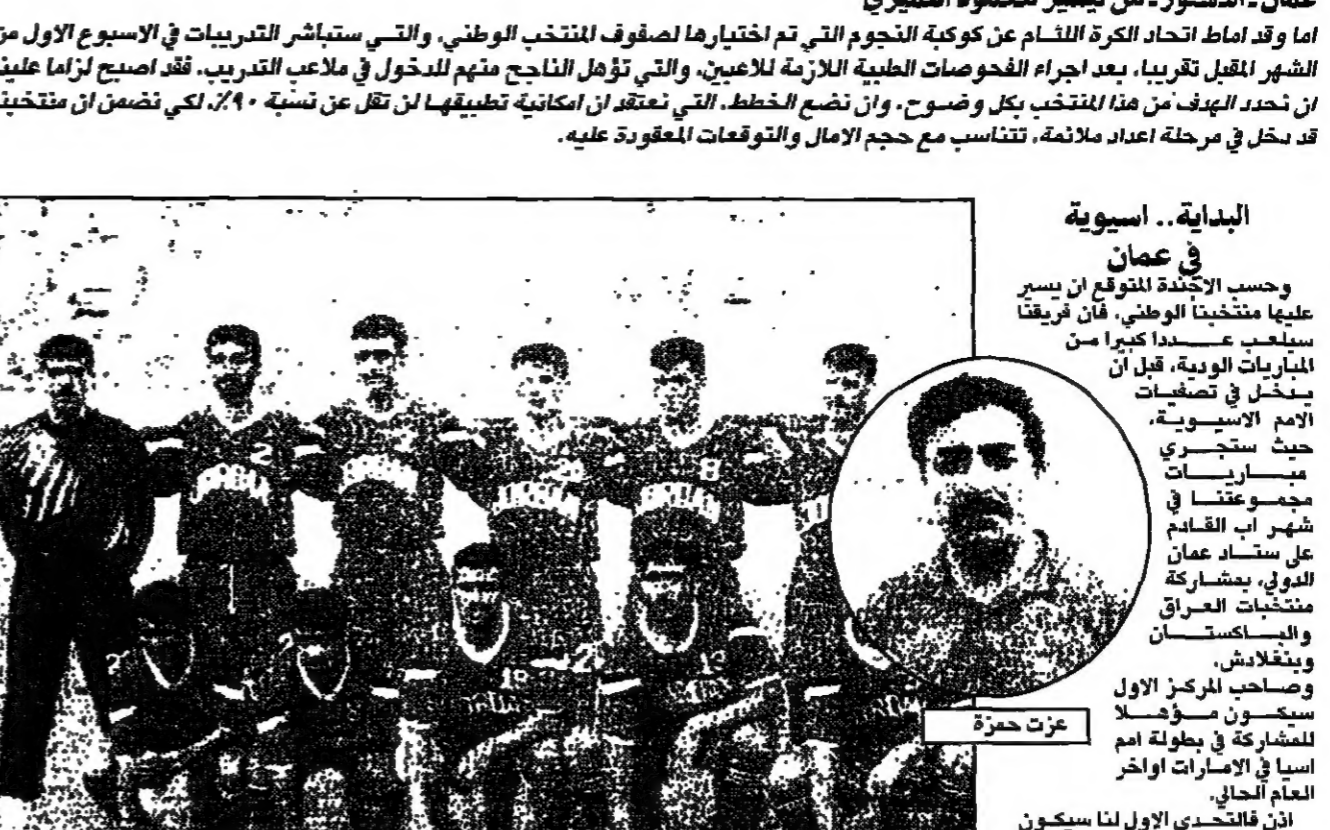 عمان ـ الدستور ـ من تيسير محمود العميري
اما وقد اماط اتحاد الكرة اللثام عن كوكبة النجوم التي تم اختيارها لصفوف المنتخب الوطني، والتي ستباشر التدريبات في الاسبوع الاول من
الشهر المقبل تقريبا، بعد اجراء الفحوصات الطبية اللازمة للاعبين، والتي تؤهل الناجح منهم للدخول في ملاعب التدريب، فقد اصبح لزاما علينا
ان نحدد الهدف من هذا المنتخب بكل وضوح، وان نضع الخطط، التي نعتقد ان امكانية تطبيقها لن تقل عن نسبة ٩٠٪، لكي نضمن ان منتخبنا
قد دخل في مرحلة اعداد ملائمة، تتناسب مع حجم الامال والتوقعات المعقودة عليه.
البداية.. اسيوية
في عمان
وحسب الاجندة المتوقع ان يسير
عليها منتخبنا الوطني، فان فريقنا
سيلعب عددا كبيرا من
المباريات الودية، قبل ان
يدخل في تصفيات
الامم الاسيوية،
حيث ستجري
مباريات
مجموعتنا في
شهر اب القادم
على ستاد عمان
الدولي، بمشاركة
منتخبات العراق
والباكستان
وبنغلادش،
وصاحب المركز الاول
سيكون مؤهلا
للمشاركة في بطولة امم
اسيا في الامارات اواخر
العام الحالي.
اذن فالتحدي الاول لنا سيكون
عزت حمزة